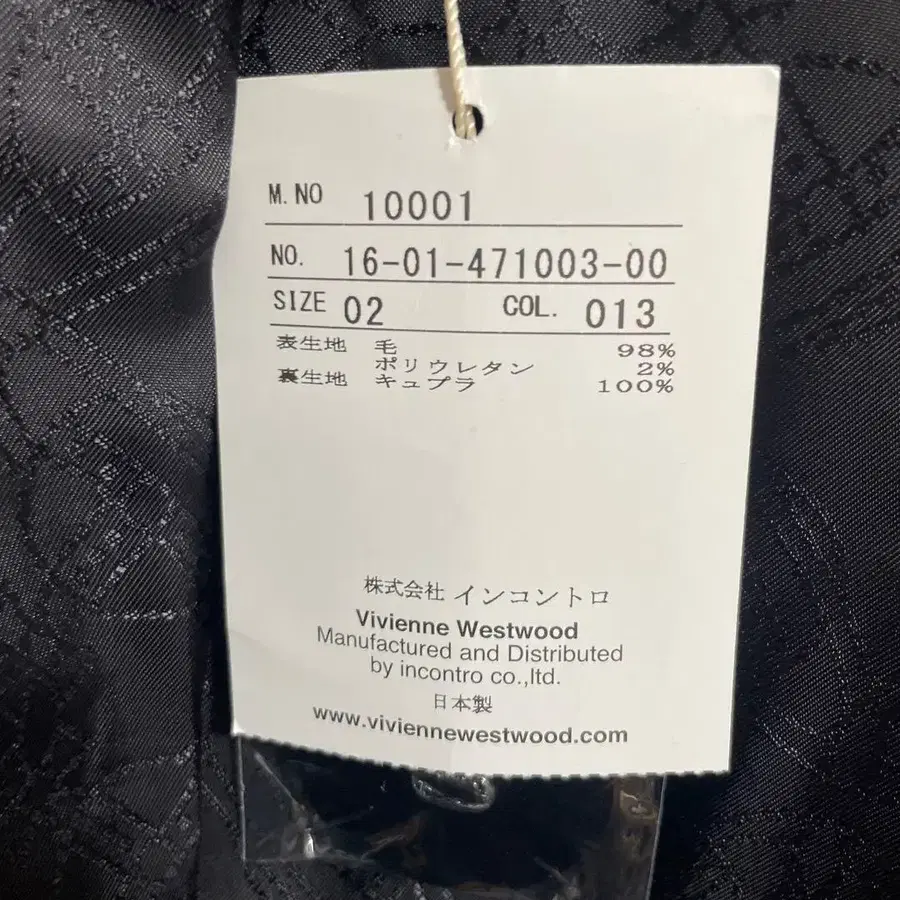 M. NO 10001
NO. 16-01-471003-00
SIZE 02 COL. 013
表生地 毛 98%
ポリウレタン 2%
裏生地 キュプラ 100%
株式会社 インコントロ
Vivienne Westwood
Manufactured and Distributed
by incontro co.,ltd.
日本製
www.viviennewestwood.com